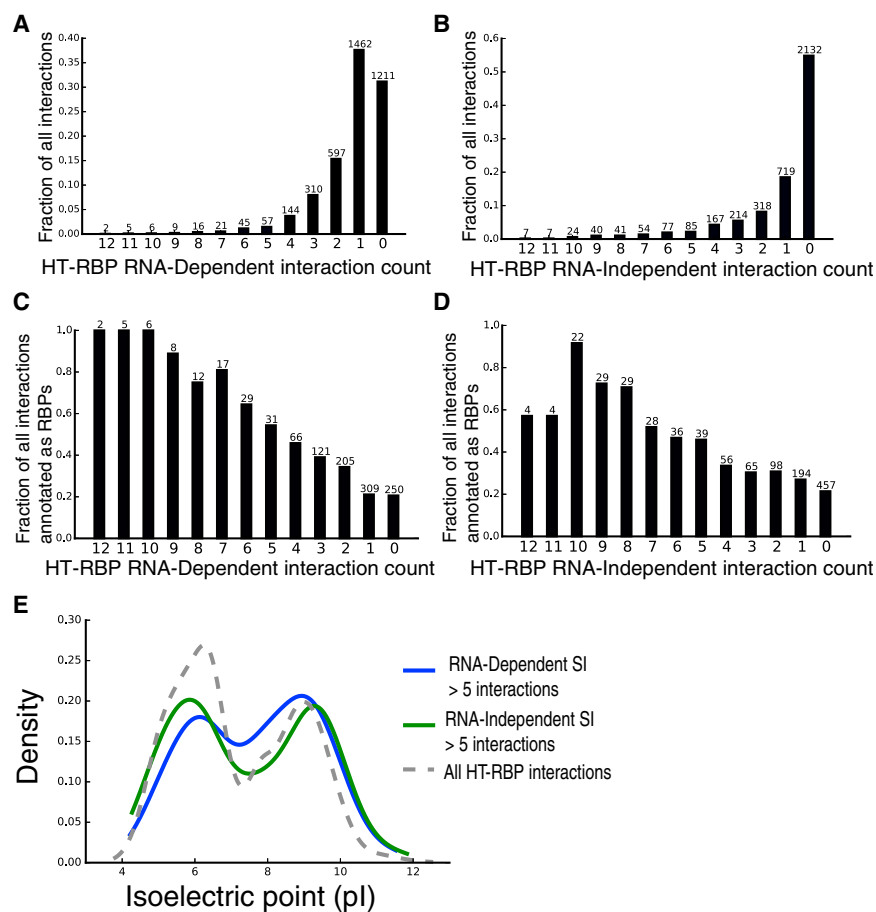 A
Fraction of all interactions
0.40
0.35
0.30
0.25
0.20
0.15
0.10
0.05
0.00
2 5 6 9 16 21 45 57 144 310 597 1462 1211
12 11 10 9 8 7 6 5 4 3 2 1 0
HT-RBP RNA-Dependent interaction count
B
Fraction of all interactions
0.6
0.5
0.4
0.3
0.2
0.1
0.0
7 7 24 40 41 54 77 85 167 214 318 719 2132
12 11 10 9 8 7 6 5 4 3 2 1 0
HT-RBP RNA-Independent interaction count
C
Fraction of all interactions
annotated as RBPs
1.0
0.8
0.6
0.4
0.2
0.0
2 5 6 8 12 17 29 31 66 121 205 309 250
12 11 10 9 8 7 6 5 4 3 2 1 0
HT-RBP RNA-Dependent interaction count
D
Fraction of all interactions
annotated as RBPs
1.0
0.8
0.6
0.4
0.2
0.0
4 4 22 29 29 28 36 39 56 65 98 194 457
12 11 10 9 8 7 6 5 4 3 2 1 0
HT-RBP RNA-Independent interaction count
E
Density
0.30
0.25
0.20
0.15
0.10
0.05
0.00
4 6 8 10 12
Isoelectric point (pI)
RNA-Dependent SI
> 5 interactions
RNA-Independent SI
> 5 interactions
All HT-RBP interactions